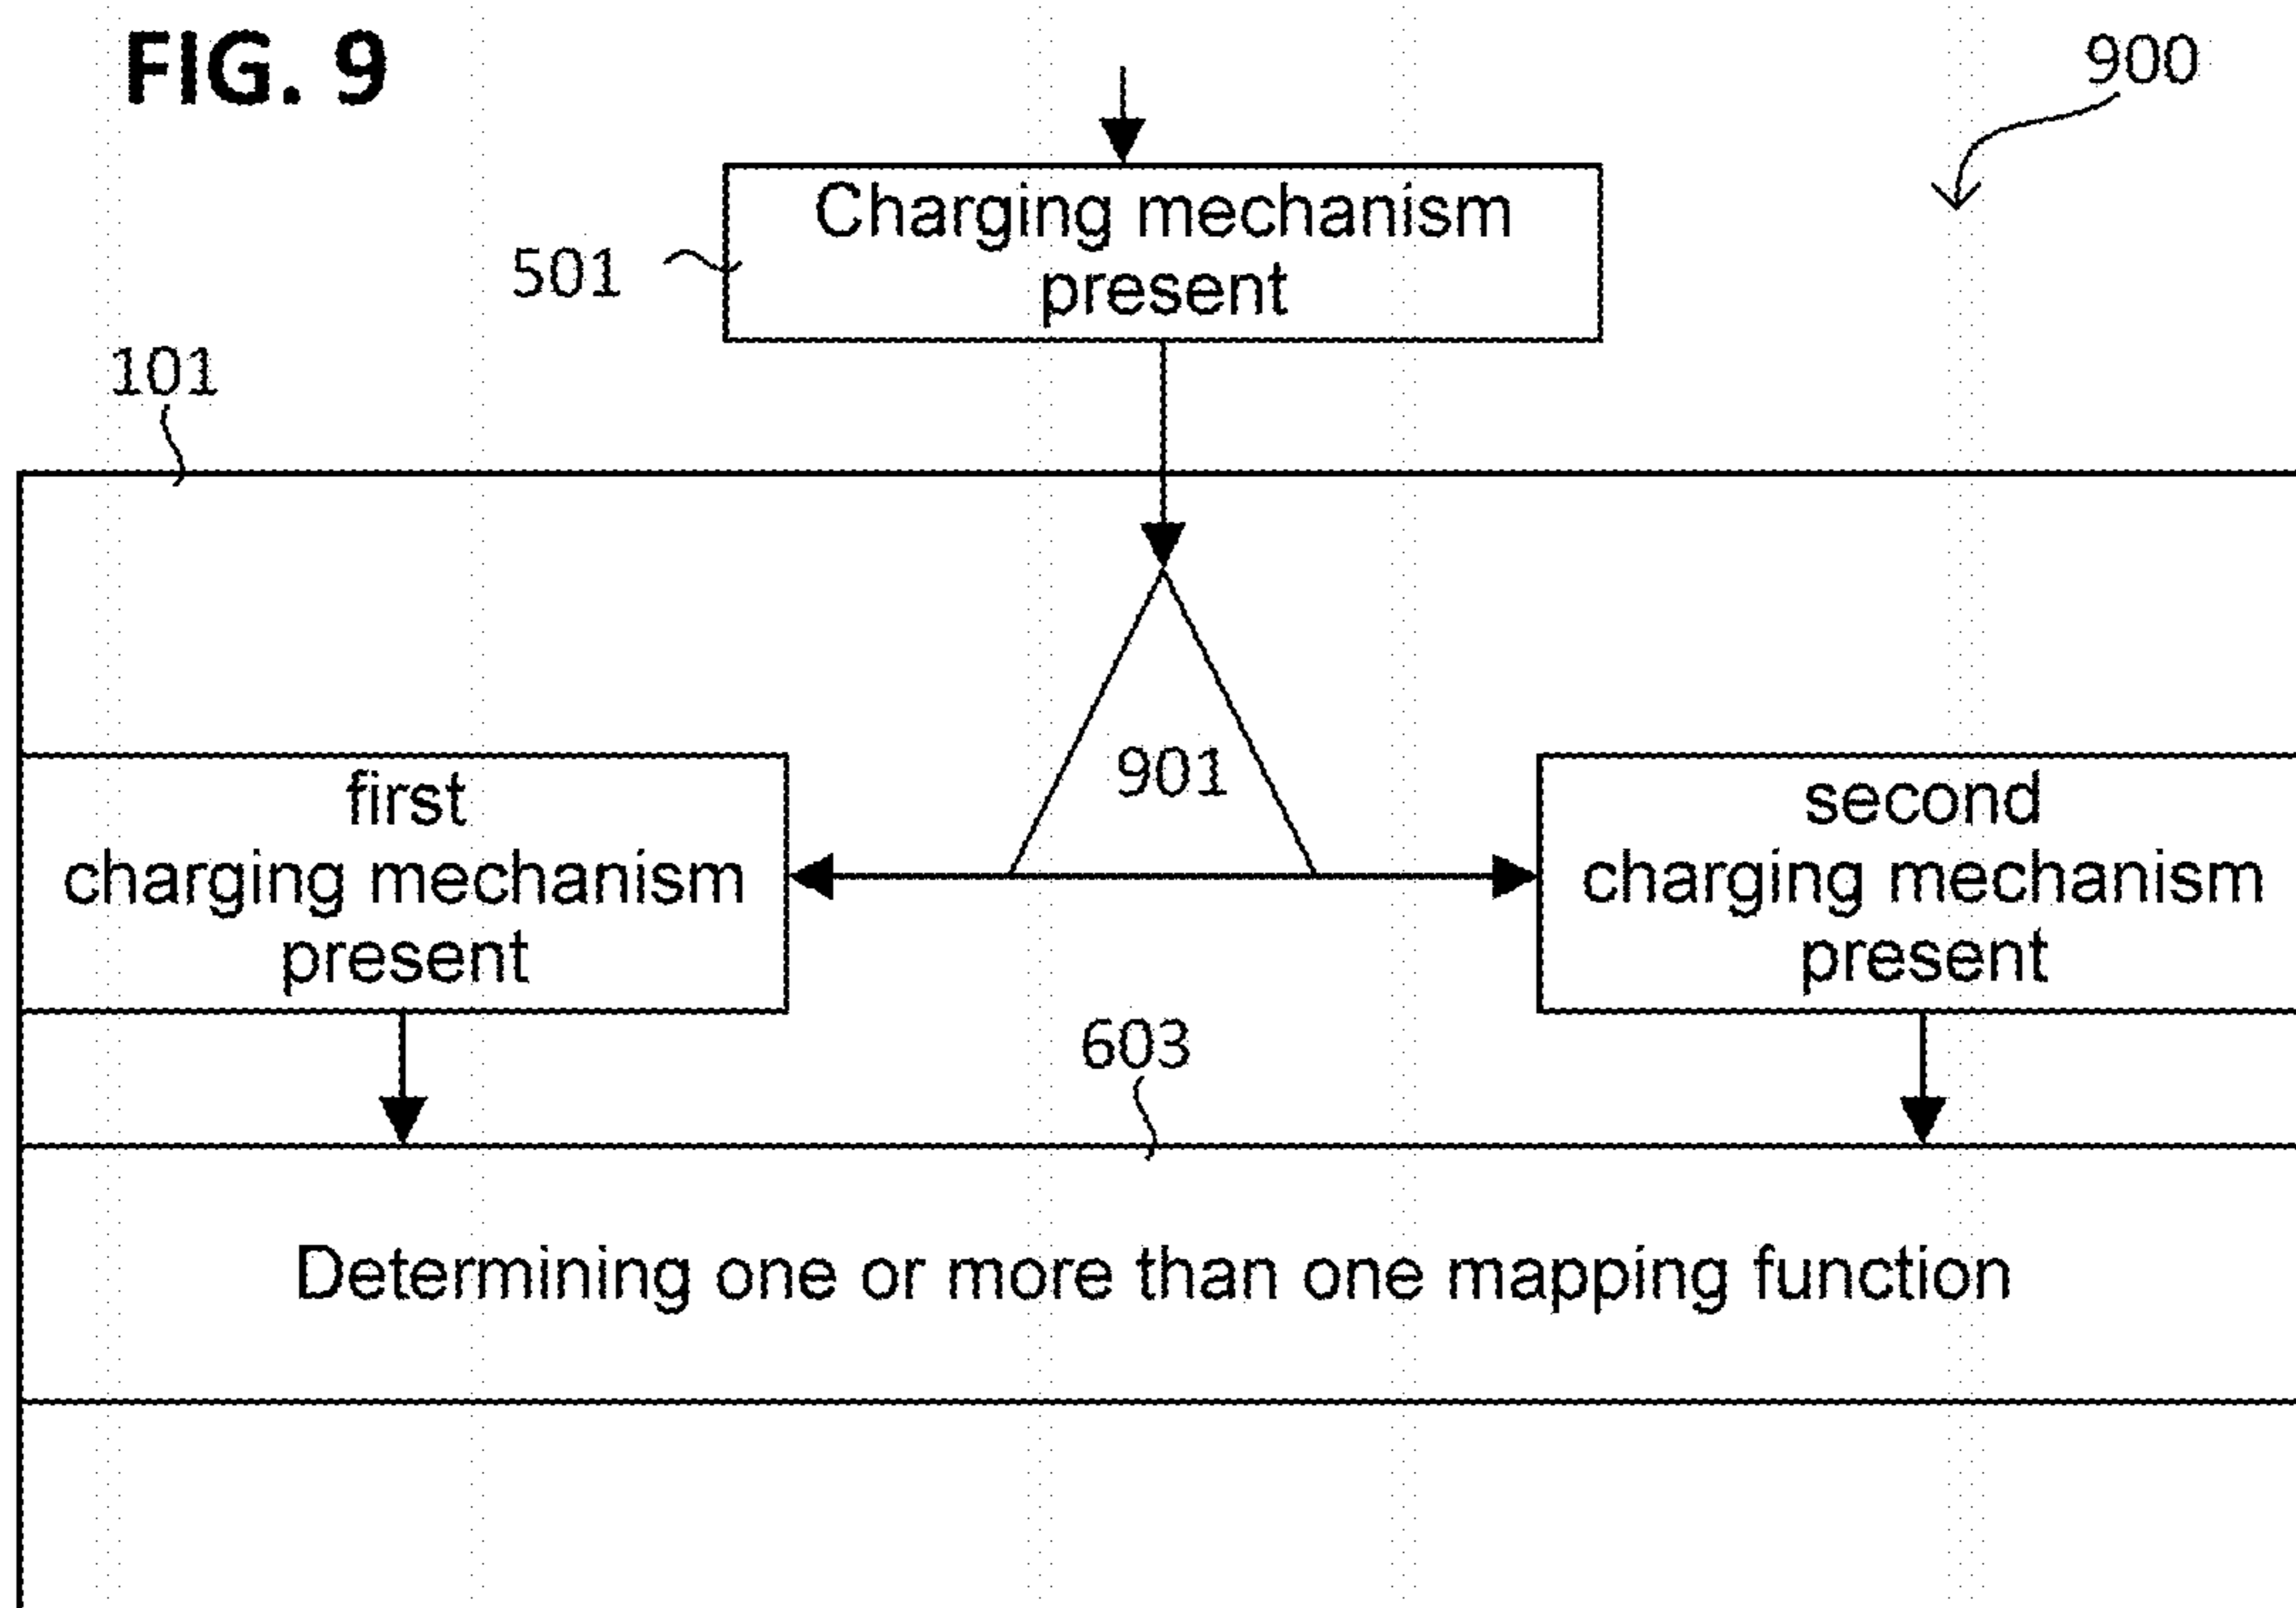 FIG. 9
900
Charging mechanism
present
501
101
901
first
charging mechanism
present
second
charging mechanism
present
603
Determining one or more than one mapping function